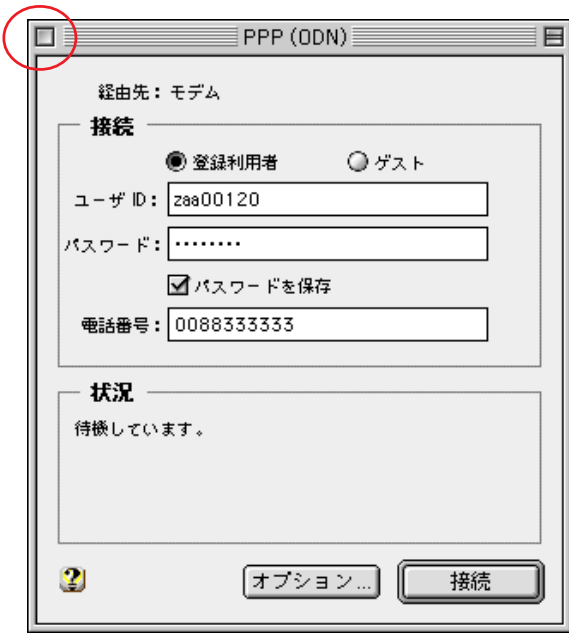 PPP (ODN)
経由先：モデム
接続
登録利用者 ゲスト
ユーザ ID： zaa00120
パスワード： ••••••••
パスワードを保存
電話番号： 0088333333
状況
待機しています。
オプション... 接続